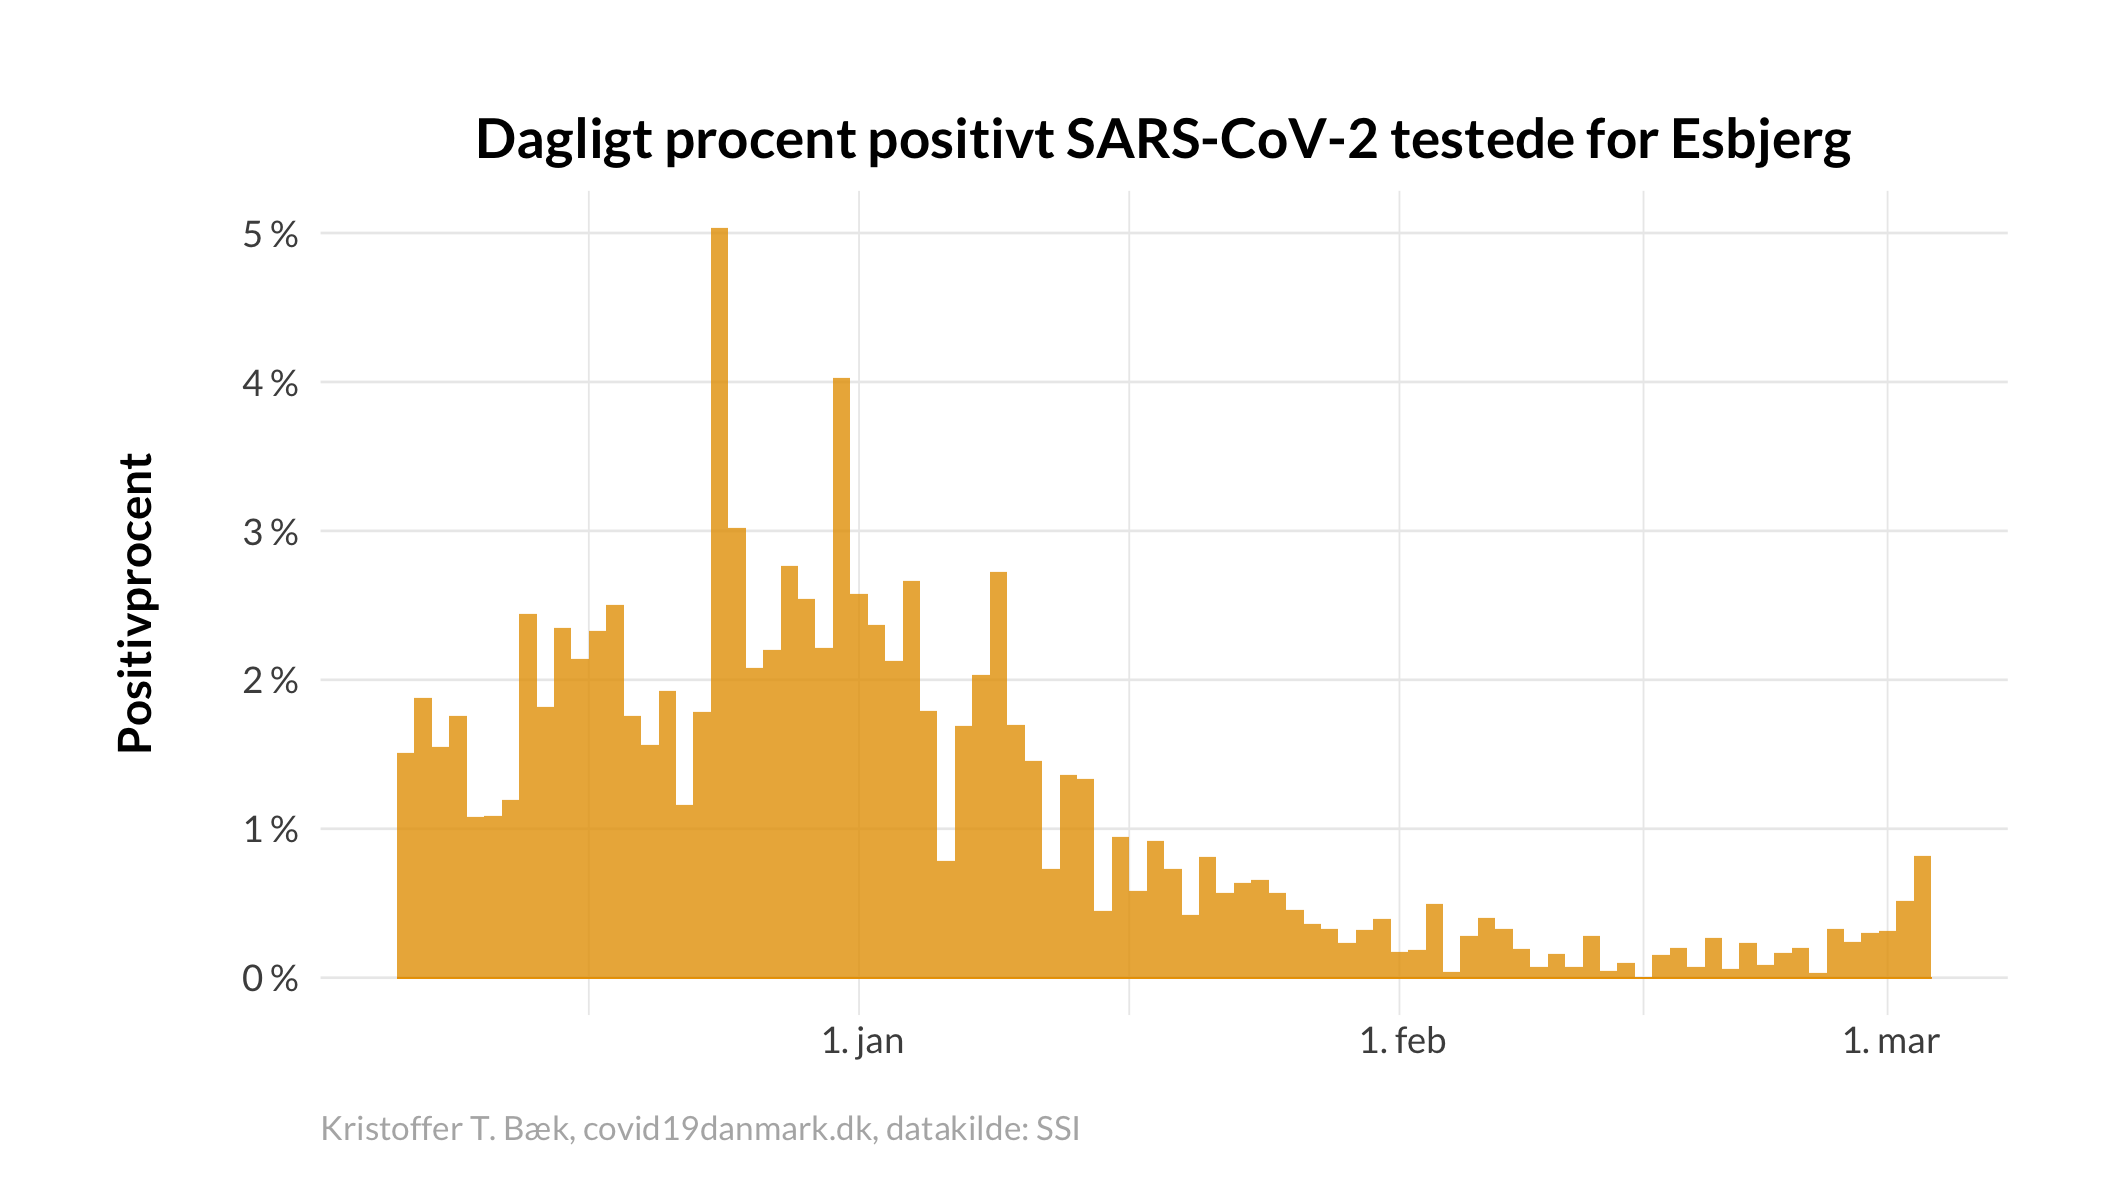 Dagligt procent positivt SARS-CoV-2 testede for Esbjerg
Positivprocent
5 %
4 %
3 %
2 %
1 %
0 %
1. jan
1. feb
1. mar
Kristoffer T. Bæk, covid19danmark.dk, datakilde: SSI